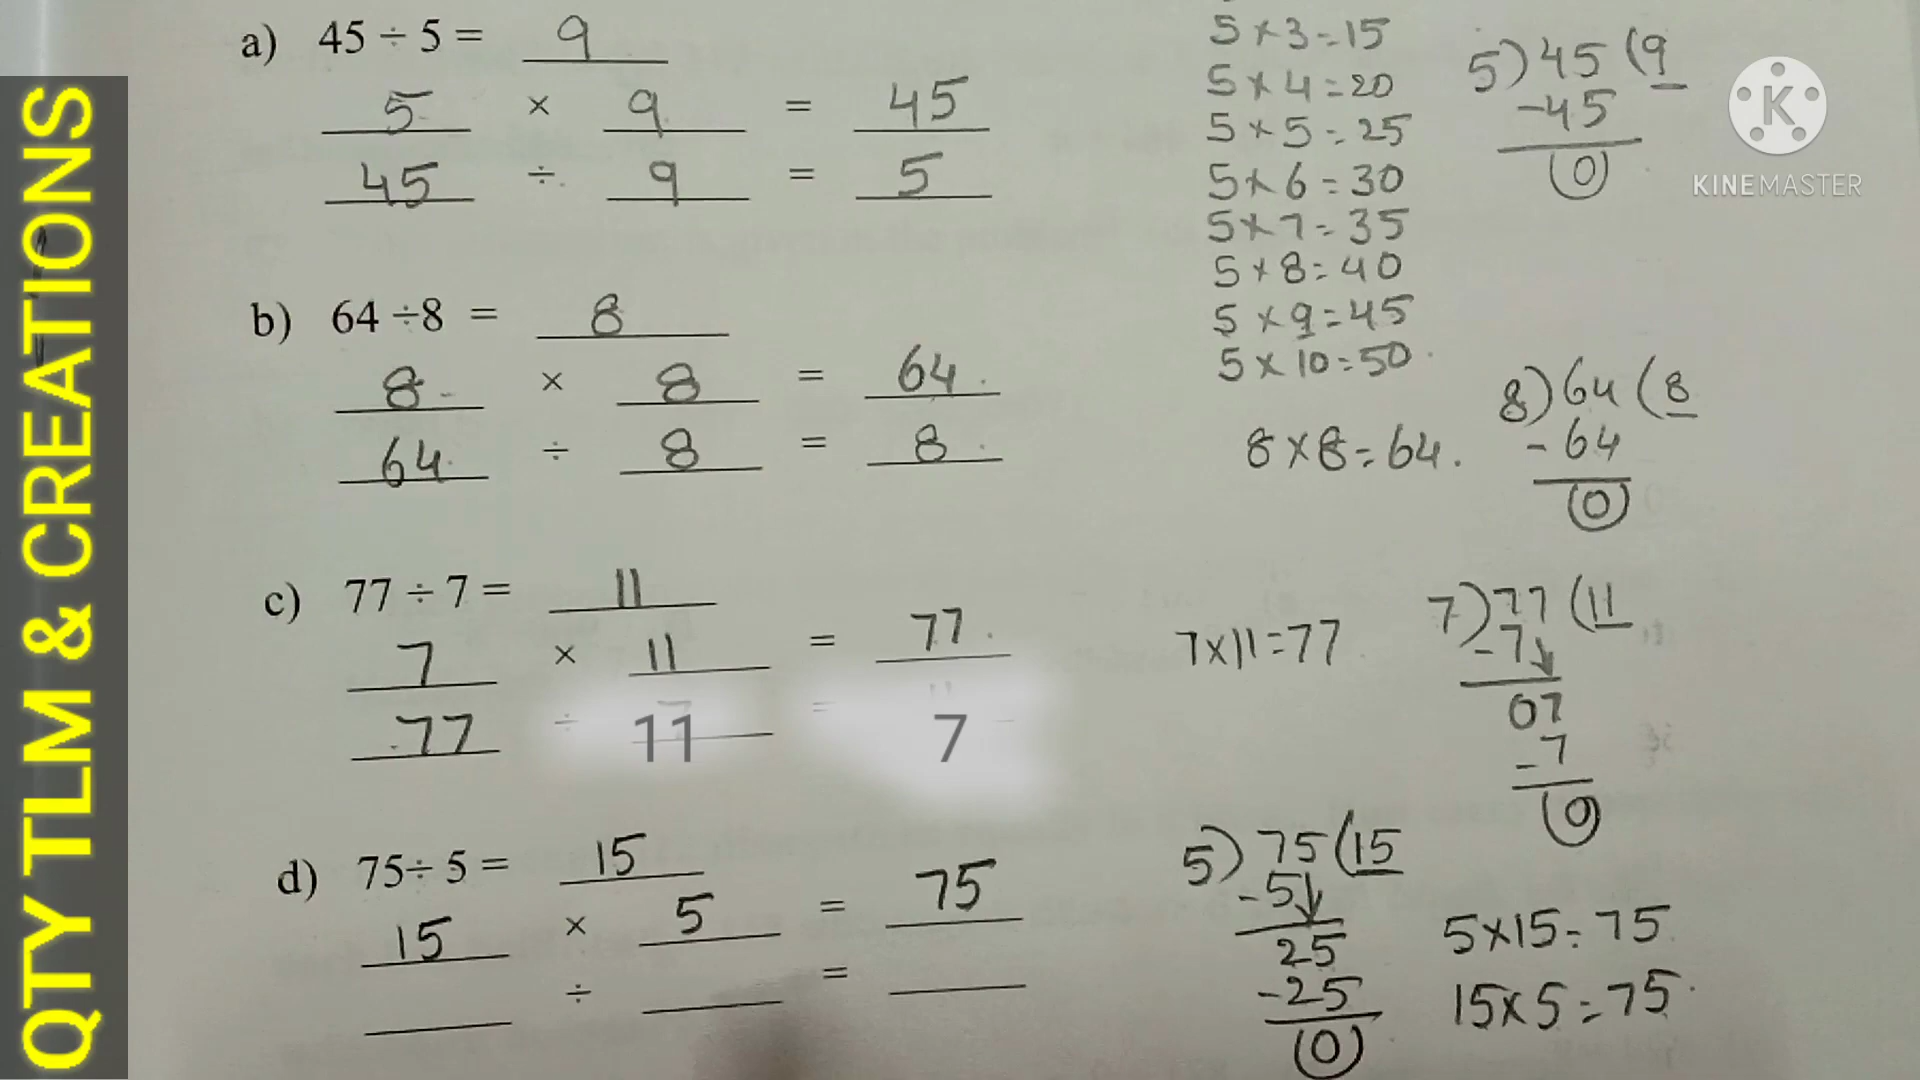 QTY TLM & CREATIONS
a) 45 ÷ 5 = 9
5 × 9 = 45
45 ÷ 9 = 5
b) 64 ÷8 = 8
8 × 8 = 64
64 ÷ 8 = 8
c) 77 ÷ 7 = 11
7 × 11 = 77
77 ÷ 11 = 7
d) 75÷ 5 = 15
15 × 5 = 75
÷ =
5 × 3 = 15
5 × 4 = 20
5 × 5 = 25
5 × 6 = 30
5 × 7 = 35
5 × 8 = 40
5 × 9 = 45
5 × 10 = 50
8 × 8 = 64.
7 × 11 = 77
5) 45 (9
-45
0
KINEMASTER
8) 64 (8
- 64
0
7) 77 (11
-7
07
-7
0
5) 75 (15
-5
25
-25
0
5 × 15 = 75
15 × 5 = 75